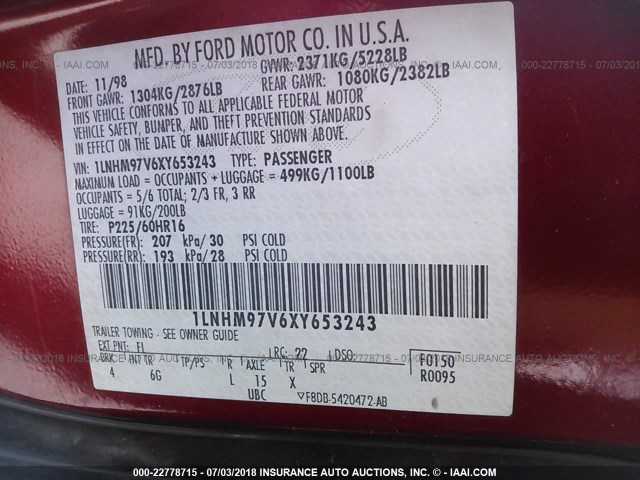 MFD. BY FORD MOTOR CO. IN U.S.A.
DATE: 11/98 GVWR: 2371KG/5228LB
FRONT GAWR: 1304KG/2876LB REAR GAWR: 1080KG/2382LB
THIS VEHICLE CONFORMS TO ALL APPLICABLE FEDERAL MOTOR
VEHICLE SAFETY, BUMPER, AND THEFT PREVENTION STANDARDS
IN EFFECT ON THE DATE OF MANUFACTURE SHOWN ABOVE.
VIN: 1LNHM97V6XY653243 TYPE: PASSENGER
MAXIMUM LOAD = OCCUPANTS + LUGGAGE = 499KG/1100LB
OCCUPANTS = 5/6 TOTAL; 2/3 FR, 3 RR
LUGGAGE = 91KG/200LB
TIRE: P225/60HR16
PRESSURE(FR): 207 kPa/30 PSI COLD
PRESSURE(RR): 193 kPa/28 PSI COLD
1LNHM97V6XY653243
TRAILER TOWING - SEE OWNER GUIDE
EXT PNT: FL RC: 22 DSO: F0150
BRK INT TR TP/PS R AXLE TR SPR R0095
4 6G L 15 X
UBC ▽F8DB-5420472-AB
000-22778715 - 07/03/2018 INSURANCE AUTO AUCTIONS, INC. - IAAI.COM